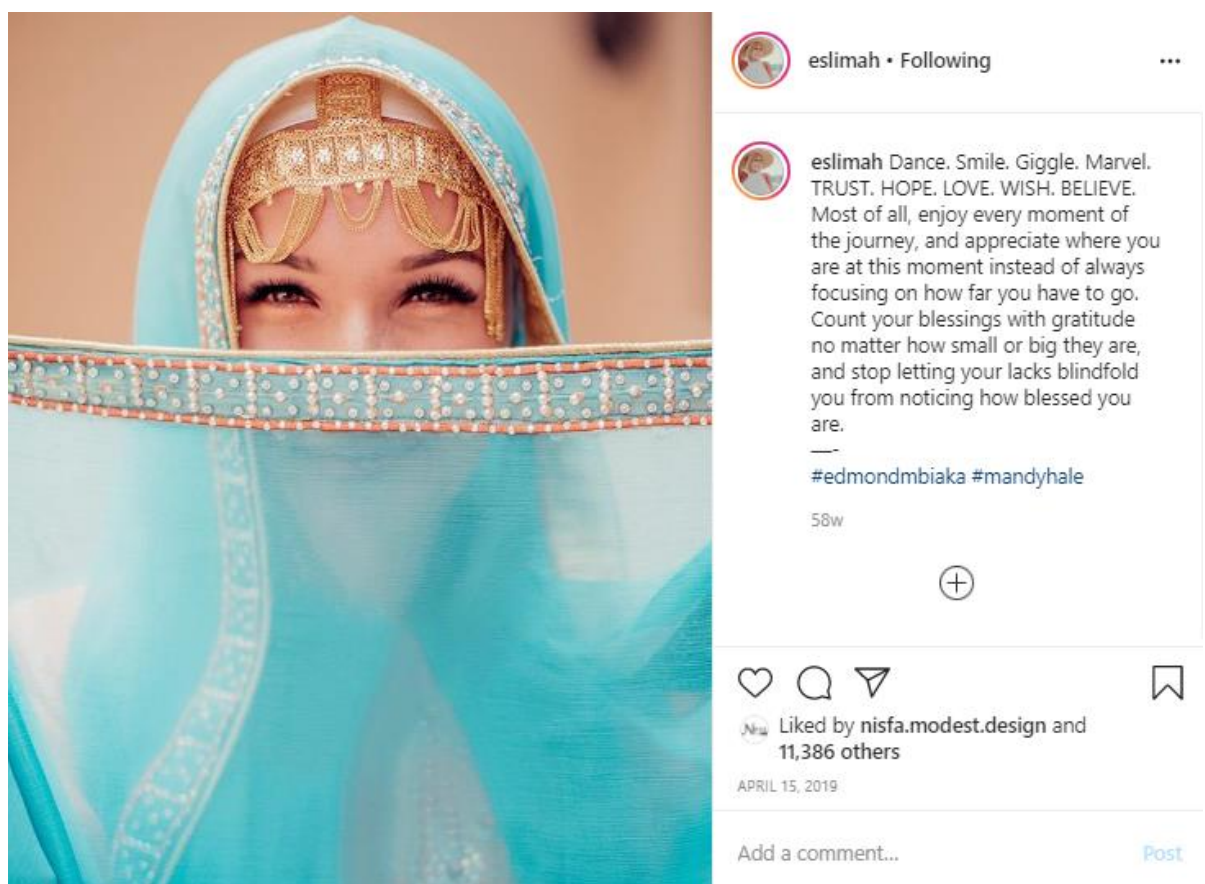 eslimah • Following
eslimah Dance. Smile. Giggle. Marvel.
TRUST. HOPE. LOVE. WISH. BELIEVE.
Most of all, enjoy every moment of
the journey, and appreciate where you
are at this moment instead of always
focusing on how far you have to go.
Count your blessings with gratitude
no matter how small or big they are,
and stop letting your lacks blindfold
you from noticing how blessed you
are.
—-
#edmondmbiaka #mandyhale
58w
Liked by nisfa.modest.design and
11,386 others
APRIL 15, 2019
Add a comment... Post